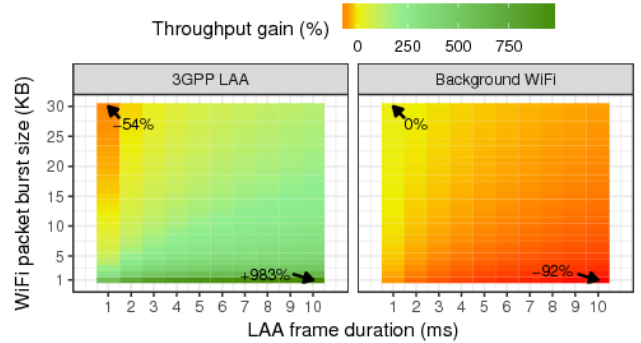 Throughput gain (%)
0 250 500 750
3GPP LAA Background WiFi
WiFi packet burst size (KB)
30
25
20
15
10
5
1
−54%
+983%
0%
−92%
1 2 3 4 5 6 7 8 9 10 1 2 3 4 5 6 7 8 9 10
LAA frame duration (ms)